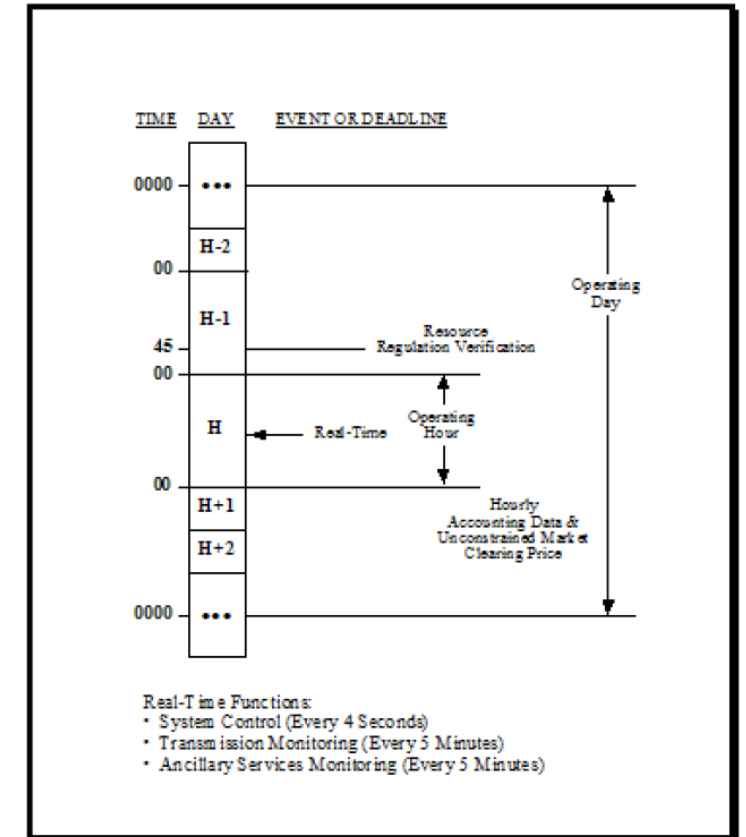 TIME DAY EVENT OR DEADLINE
0000
•••
H-2
00
Operating
Day
H-1
Resource
45
Regulation Verification
00
Operating
H
Real-Time
Hour
00
H+1
Hourly
Accounting Data &
Unconstrained Market
H+2
Clearing Price
0000
•••
Real-Time Functions:
• System Control (Every 4 Seconds)
• Transmission Monitoring (Every 5 Minutes)
• Ancillary Services Monitoring (Every 5 Minutes)